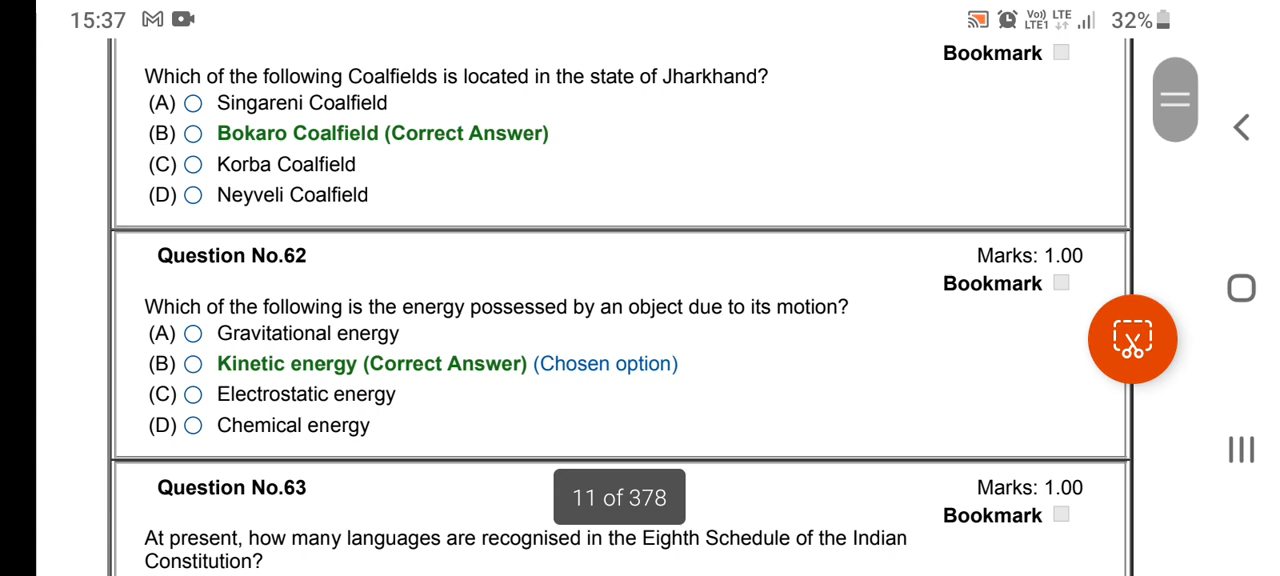 15:37
Vo)) LTE
LTE1
32%
Bookmark
Which of the following Coalfields is located in the state of Jharkhand?
(A) Singareni Coalfield
(B) Bokaro Coalfield (Correct Answer)
(C) Korba Coalfield
(D) Neyveli Coalfield
Question No.62 Marks: 1.00
Bookmark
Which of the following is the energy possessed by an object due to its motion?
(A) Gravitational energy
(B) Kinetic energy (Correct Answer) (Chosen option)
(C) Electrostatic energy
(D) Chemical energy
Question No.63 Marks: 1.00
11 of 378
Bookmark
At present, how many languages are recognised in the Eighth Schedule of the Indian
Constitution?